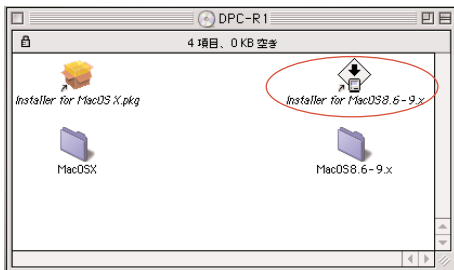 DPC-R1
4 項目、0 KB 空き
Installer for MacOS X.pkg
Installer for MacOS8.6-9.x
MacOSX
MacOS8.6-9.x